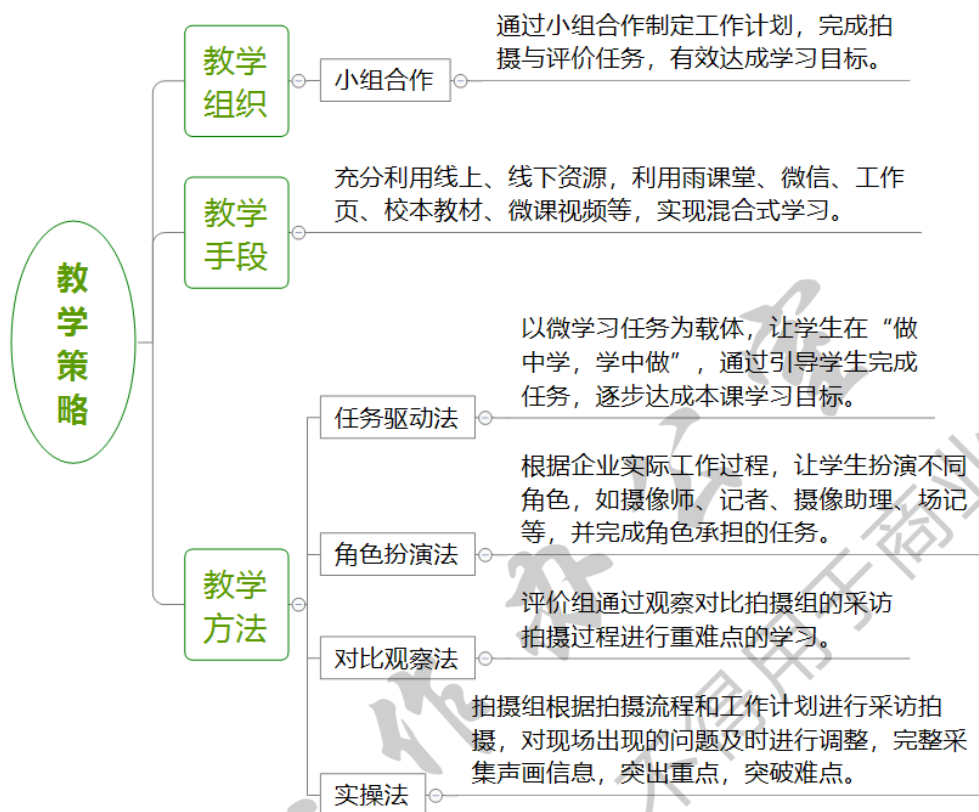 通过小组合作制定工作计划，完成拍
摄与评价任务，有效达成学习目标。
教学
组织
小组合作
充分利用线上、线下资源，利用雨课堂、微信、工作
页、校本教材、微课视频等，实现混合式学习。
教学
手段
教
学
策
略
以微学习任务为载体，让学生在“做
中学，学中做”，通过引导学生完成
任务，逐步达成本课学习目标。
任务驱动法
根据企业实际工作过程，让学生扮演不同
角色，如摄像师、记者、摄像助理、场记
等，并完成角色承担的任务。
角色扮演法
教学
方法
评价组通过观察对比拍摄组的采访
拍摄过程进行重难点的学习。
对比观察法
拍摄组根据拍摄流程和工作计划进行采访拍
摄，对现场出现的问题及时进行调整，完整采
集声画信息，突出重点，突破难点。
实操法
作
不得用于商业